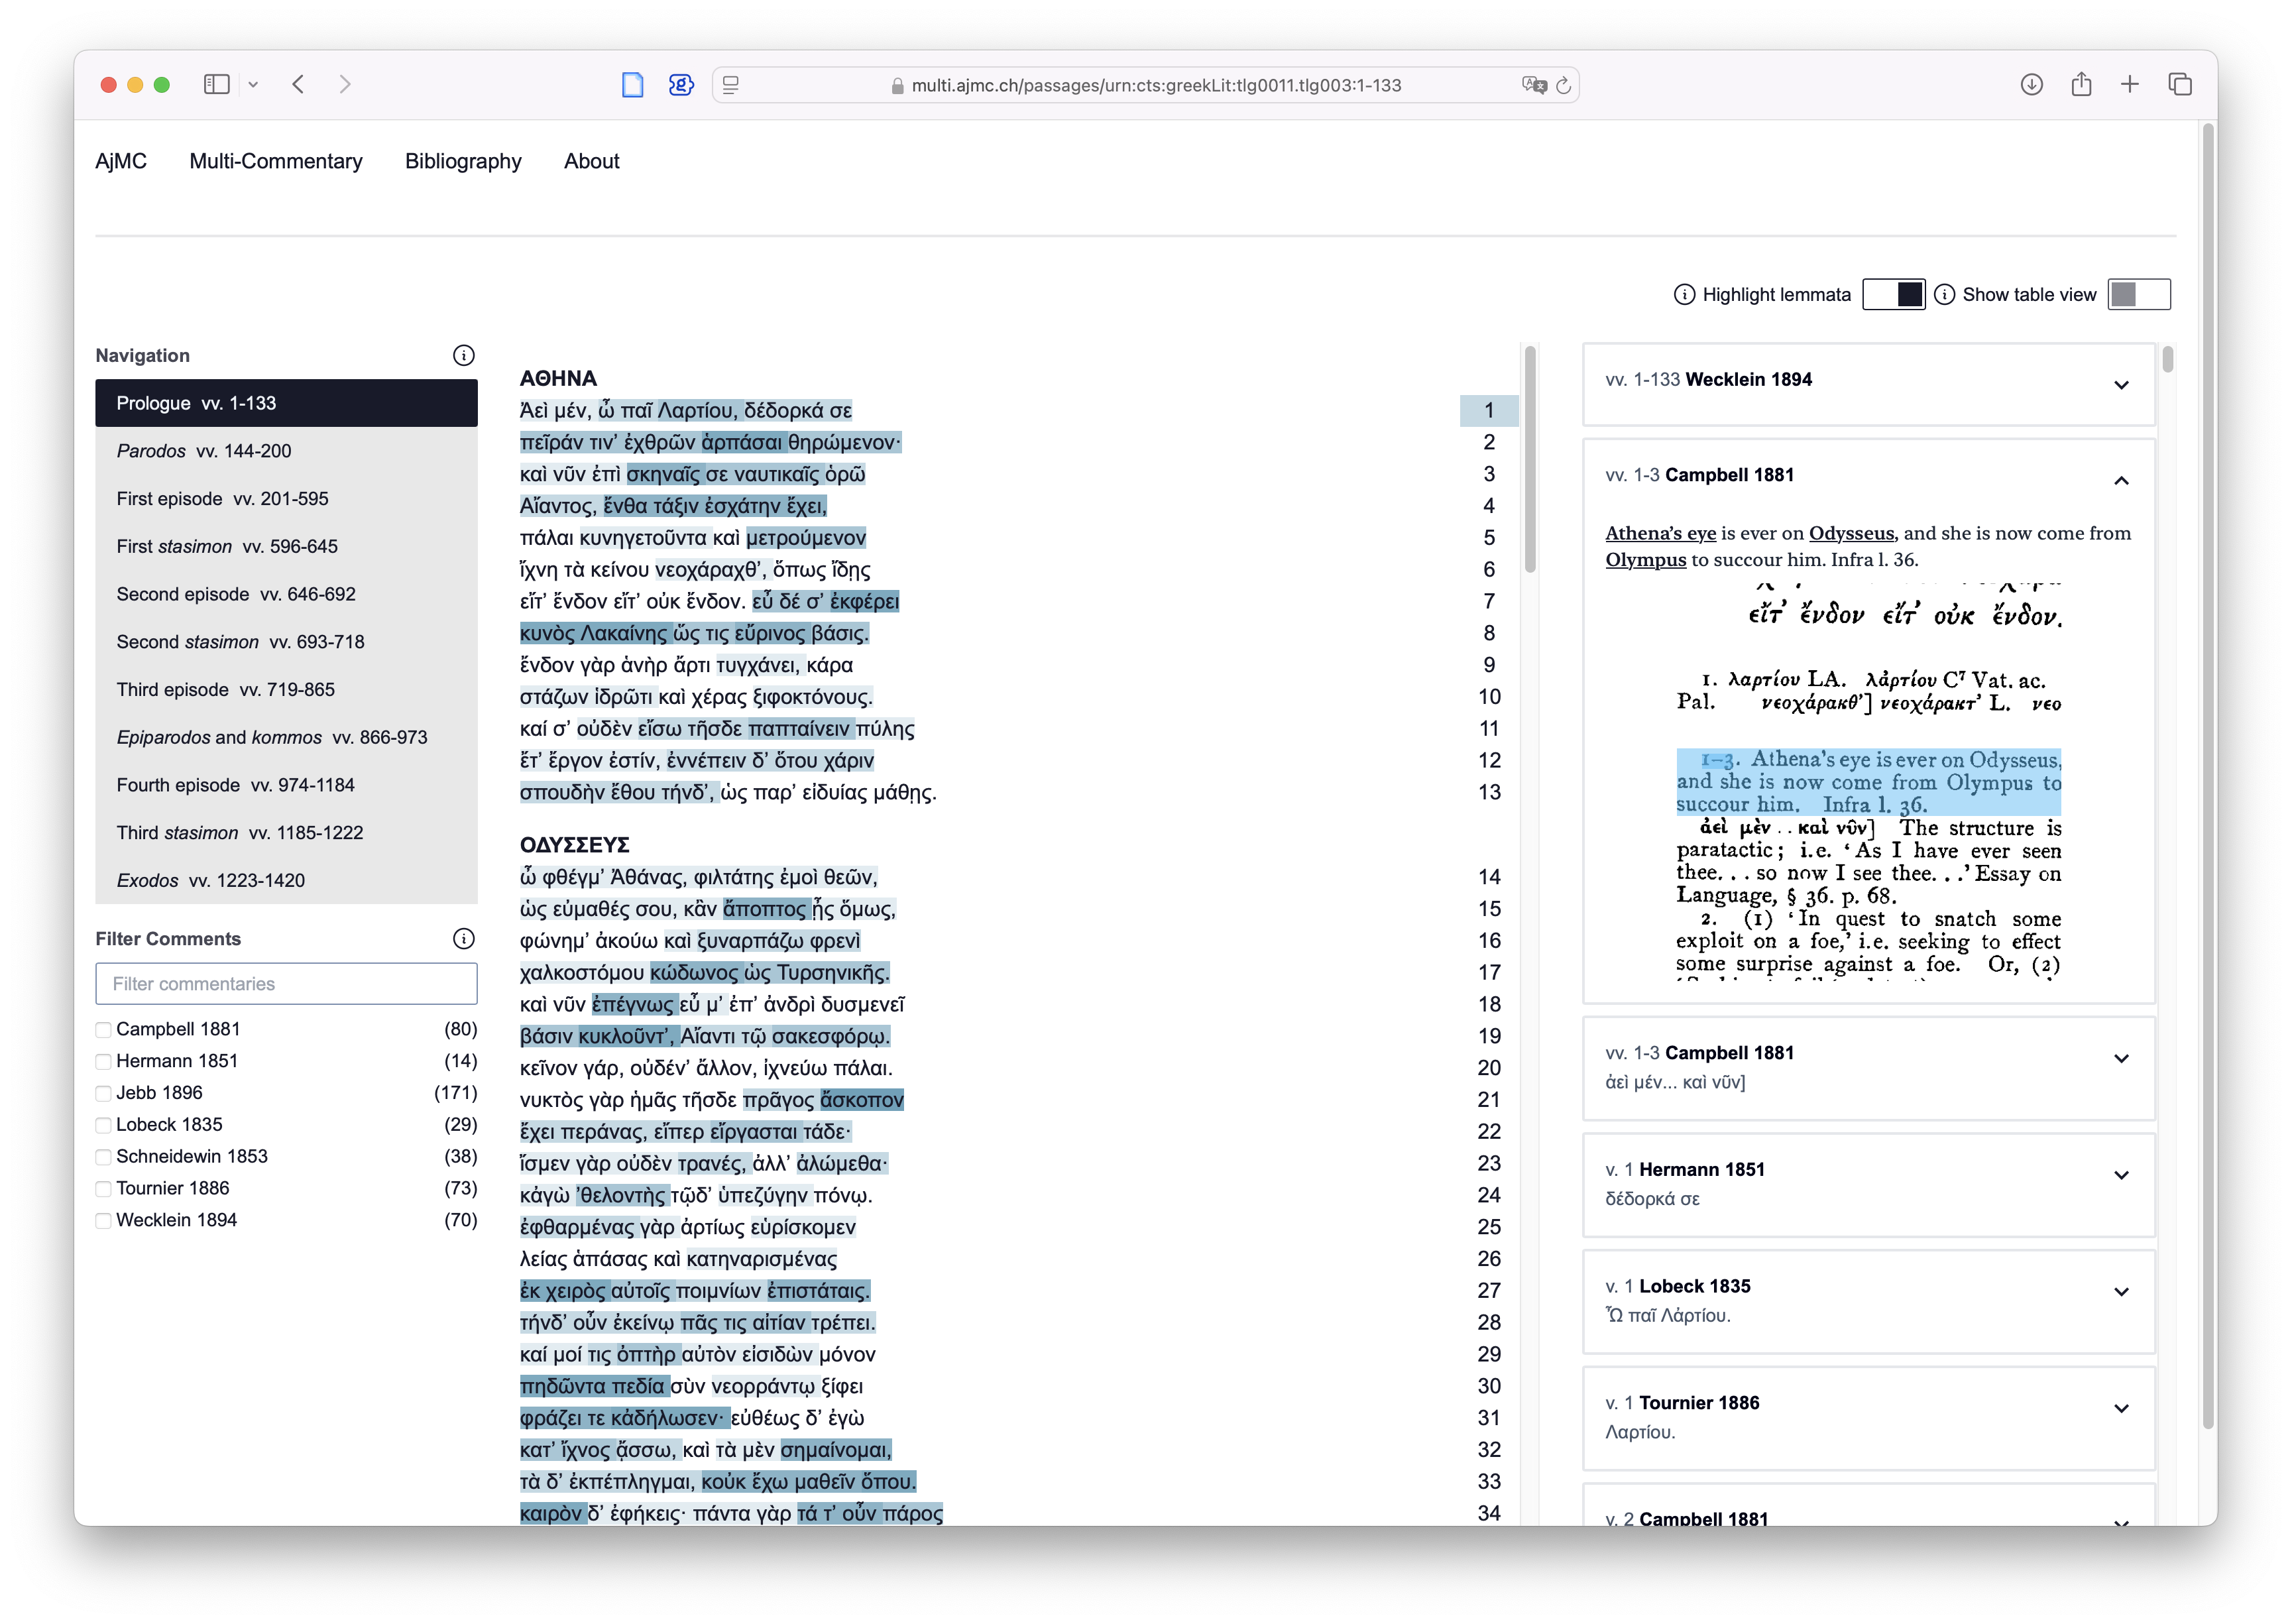 multi.ajmc.ch/passages/urn:cts:greekLit:tlg0011.tlg003:1-133
AjMC Multi-Commentary Bibliography About
Highlight lemmata Show table view
Navigation
Prologue vv. 1-133
Parodos vv. 144-200
First episode vv. 201-595
First stasimon vv. 596-645
Second episode vv. 646-692
Second stasimon vv. 693-718
Third episode vv. 719-865
Epiparodos and kommos vv. 866-973
Fourth episode vv. 974-1184
Third stasimon vv. 1185-1222
Exodos vv. 1223-1420
Filter Comments
Filter commentaries
Campbell 1881 (80)
Hermann 1851 (14)
Jebb 1896 (171)
Lobeck 1835 (29)
Schneidewin 1853 (38)
Tournier 1886 (73)
Wecklein 1894 (70)
ΑΘΗΝΑ
Ἀεὶ μέν, ὦ παῖ Λαρτίου, δέδορκά σε 1
πεῖράν τιν’ ἐχθρῶν ἁρπάσαι θηρώμενον· 2
καὶ νῦν ἐπὶ σκηναῖς σε ναυτικαῖς ὁρῶ 3
Αἴαντος, ἔνθα τάξιν ἐσχάτην ἔχει, 4
πάλαι κυνηγετοῦντα καὶ μετρούμενον 5
ἴχνη τὰ κείνου νεοχάραχθ’, ὅπως ἴδῃς 6
εἴτ’ ἔνδον εἴτ’ οὐκ ἔνδον. εὖ δέ σ’ ἐκφέρει 7
κυνὸς Λακαίνης ὥς τις εὔρινος βάσις. 8
ἔνδον γὰρ ἁνὴρ ἄρτι τυγχάνει, κάρα 9
στάζων ἱδρῶτι καὶ χέρας ξιφοκτόνους. 10
καί σ’ οὐδὲν εἴσω τῆσδε παπταίνειν πύλης 11
ἔτ’ ἔργον ἐστίν, ἐννέπειν δ’ ὅτου χάριν 12
σπουδὴν ἔθου τήνδ’, ὡς παρ’ εἰδυίας μάθῃς. 13
ΟΔΥΣΣΕΥΣ
ὦ φθέγμ’ Ἀθάνας, φιλτάτης ἐμοὶ θεῶν, 14
ὡς εὐμαθές σου, κἂν ἄποπτος ᾖς ὅμως, 15
φώνημ’ ἀκούω καὶ ξυναρπάζω φρενὶ 16
χαλκοστόμου κώδωνος ὡς Τυρσηνικῆς. 17
καὶ νῦν ἐπέγνως εὖ μ’ ἐπ’ ἀνδρὶ δυσμενεῖ 18
βάσιν κυκλοῦντ’, Αἴαντι τῷ σακεσφόρῳ. 19
κεῖνον γάρ, οὐδέν’ ἄλλον, ἰχνεύω πάλαι. 20
νυκτὸς γὰρ ἡμᾶς τῆσδε πρᾶγος ἄσκοπον 21
ἔχει περάνας, εἴπερ εἴργασται τάδε· 22
ἴσμεν γὰρ οὐδὲν τρανές, ἀλλ’ ἀλώμεθα· 23
κἀγὼ ’θελοντὴς τῷδ’ ὑπεζύγην πόνῳ. 24
ἐφθαρμένας γὰρ ἀρτίως εὑρίσκομεν 25
λείας ἁπάσας καὶ κατηναρισμένας 26
ἐκ χειρὸς αὐτοῖς ποιμνίων ἐπιστάταις. 27
τήνδ’ οὖν ἐκείνῳ πᾶς τις αἰτίαν τρέπει. 28
καί μοί τις ὀπτὴρ αὐτὸν εἰσιδὼν μόνον 29
πηδῶντα πεδία σὺν νεορράντῳ ξίφει 30
φράζει τε κἀδήλωσεν· εὐθέως δ’ ἐγὼ 31
κατ’ ἴχνος ᾄσσω, καὶ τὰ μὲν σημαίνομαι, 32
τὰ δ’ ἐκπέπληγμαι, κοὐκ ἔχω μαθεῖν ὅπου. 33
καιρὸν δ’ ἐφήκεις· πάντα γὰρ τά τ’ οὖν πάρος 34
vv. 1-133 Wecklein 1894
vv. 1-3 Campbell 1881
Athena’s eye is ever on Odysseus, and she is now come from
Olympus to succour him. Infra l. 36.
εἴτ’ ἔνδον εἴτ’ οὐκ ἔνδον.
1. λαρτίου LA. λἀρτίου C⁷ Vat. ac.
Pal. νεοχάρακθ’] νεοχάρακτ’ L. νεο
1–3. Athena’s eye is ever on Odysseus,
and she is now come from Olympus to
succour him. Infra l. 36.
ἀεὶ μὲν . . καὶ νῦν] The structure is
paratactic; i.e. ‘As I have ever seen
thee. . . so now I see thee. . .’ Essay on
Language, § 36. p. 68.
2. (1) ‘In quest to snatch some
exploit on a foe,’ i.e. seeking to effect
some surprise against a foe. Or, (2)
vv. 1-3 Campbell 1881
ἀεὶ μέν... καὶ νῦν]
v. 1 Hermann 1851
δέδορκά σε
v. 1 Lobeck 1835
Ὦ παῖ Λἀρτίου.
v. 1 Tournier 1886
Λαρτίου.
v. 2 Campbell 1881